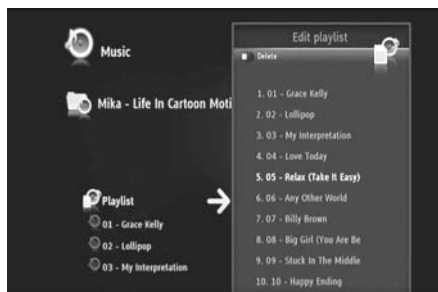 Music
Mika - Life In Cartoon Moti
Playlist
01 - Grace Kelly
02 - Lollipop
03 - My Interpretation
Edit playlist
Delete
1. 01 - Grace Kelly
2. 02 - Lollipop
3. 03 - My Interpretation
4. 04 - Love Today
5. 05 - Relax (Take It Easy)
6. 06 - Any Other World
7. 07 - Billy Brown
8. 08 - Big Girl (You Are Be
9. 09 - Stuck In The Middle
10. 10 - Happy Ending